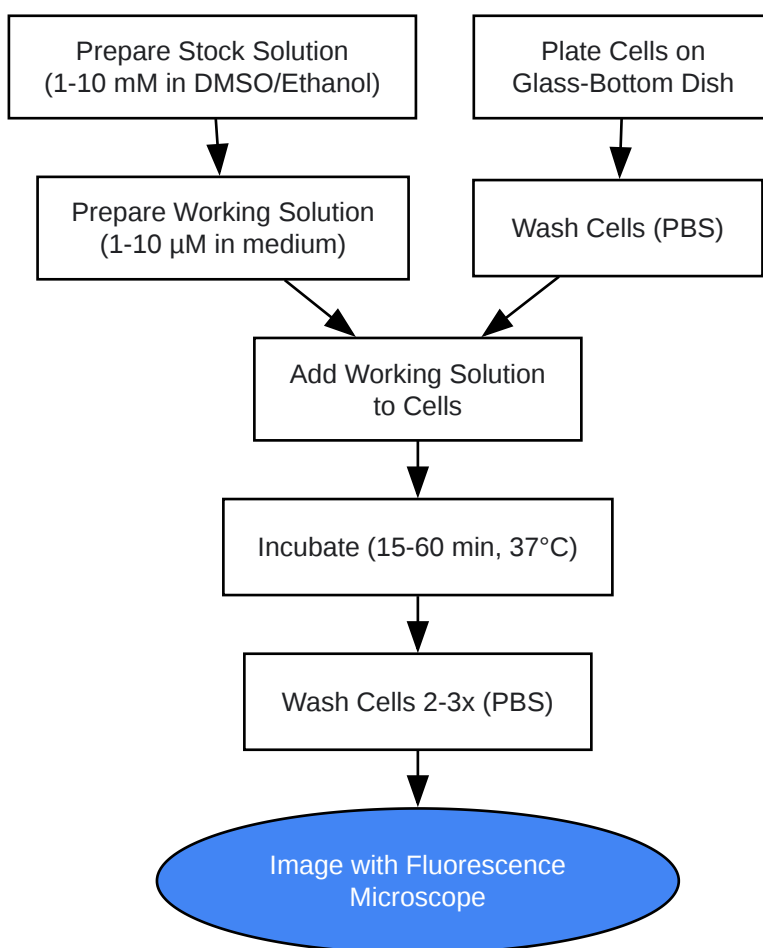 Prepare Stock Solution
(1-10 mM in DMSO/Ethanol)
Plate Cells on
Glass-Bottom Dish
Prepare Working Solution
(1-10 µM in medium)
Wash Cells (PBS)
Add Working Solution
to Cells
Incubate (15-60 min, 37°C)
Wash Cells 2-3x (PBS)
Image with Fluorescence
Microscope